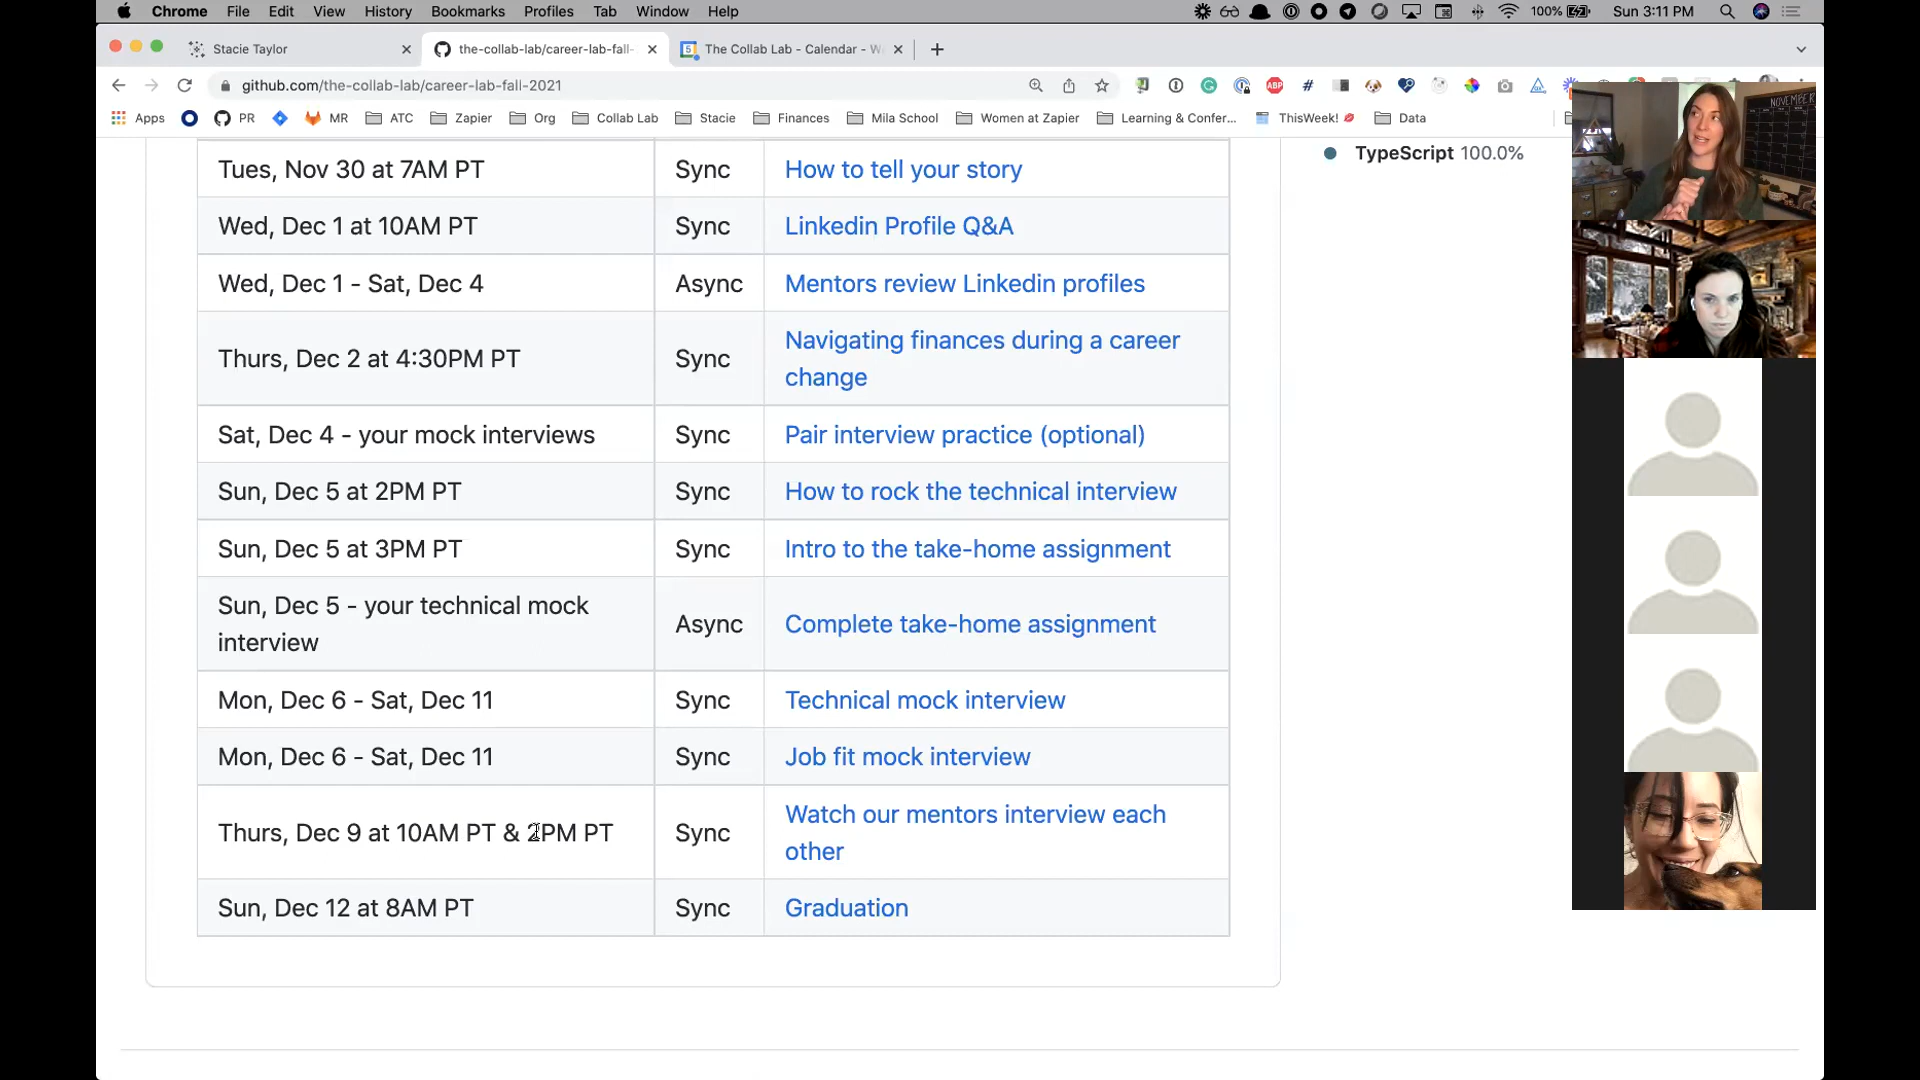 Chrome File Edit View History Bookmarks Profiles Tab Window Help 100% Sun 3:11 PM
Stacie Taylor the-collab-lab/career-lab-fall- The Collab Lab - Calendar - W
github.com/the-collab-lab/career-lab-fall-2021 ABP #
Apps PR MR ATC Zapier Org Collab Lab Stacie Finances Mila School Women at Zapier Learning & Confer... ThisWeek! Data
NOVEMBER
TypeScript 100.0%
Tues, Nov 30 at 7AM PT Sync How to tell your story
Wed, Dec 1 at 10AM PT Sync Linkedin Profile Q&A
Wed, Dec 1 - Sat, Dec 4 Async Mentors review Linkedin profiles
Thurs, Dec 2 at 4:30PM PT Sync Navigating finances during a career
change
Sat, Dec 4 - your mock interviews Sync Pair interview practice (optional)
Sun, Dec 5 at 2PM PT Sync How to rock the technical interview
Sun, Dec 5 at 3PM PT Sync Intro to the take-home assignment
Sun, Dec 5 - your technical mock
interview Async Complete take-home assignment
Mon, Dec 6 - Sat, Dec 11 Sync Technical mock interview
Mon, Dec 6 - Sat, Dec 11 Sync Job fit mock interview
Thurs, Dec 9 at 10AM PT & 2PM PT Sync Watch our mentors interview each
other
Sun, Dec 12 at 8AM PT Sync Graduation